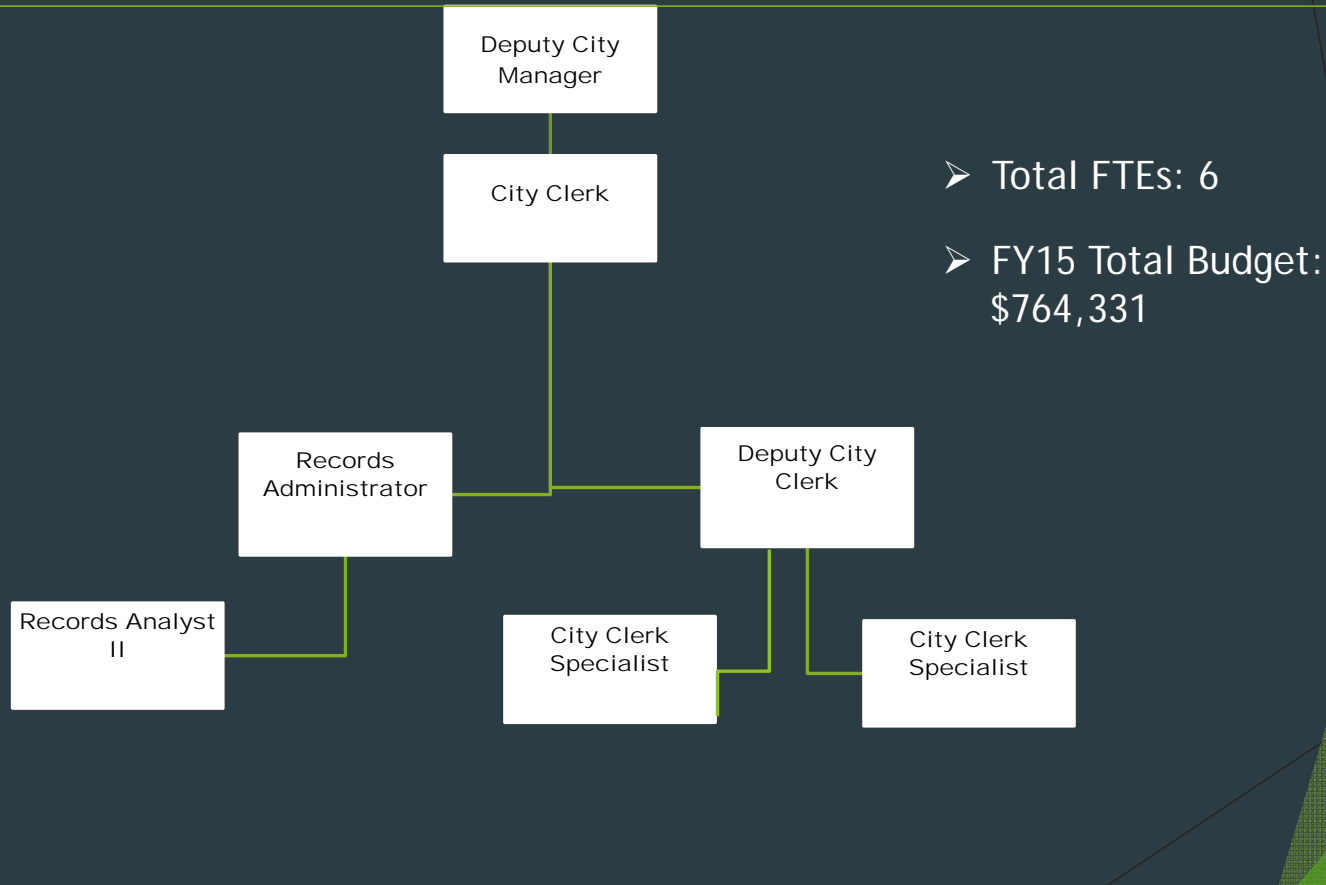 Deputy City
Manager
City Clerk
➢ Total FTEs: 6
➢ FY15 Total Budget:
$764,331
Records
Administrator
Deputy City
Clerk
Records Analyst
II
City Clerk
Specialist
City Clerk
Specialist